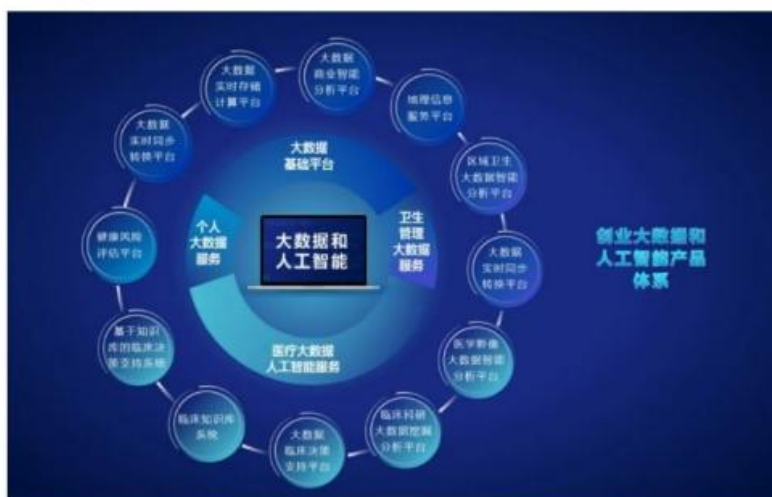 大数据
商业智能
分析平台
地理信息
服务平台
区域卫生
大数据智能
分析平台
大数据
实时同步
转换平台
医学影像
大数据智能
分析平台
临床科研
大数据挖掘
分析平台
大数据
临床决策
支持平台
临床知识库
系统
基于知识
库的临床决
策支持系统
健康风险
评估平台
大数据
实时同步
转换平台
大数据
实时存储
计算平台
大数据
基础平台
卫生
管理
大数据
服务
医疗大数据
人工智能服务
个人
大数据
服务
大数据和
人工智能
创业大数据和
人工智能产品
体系